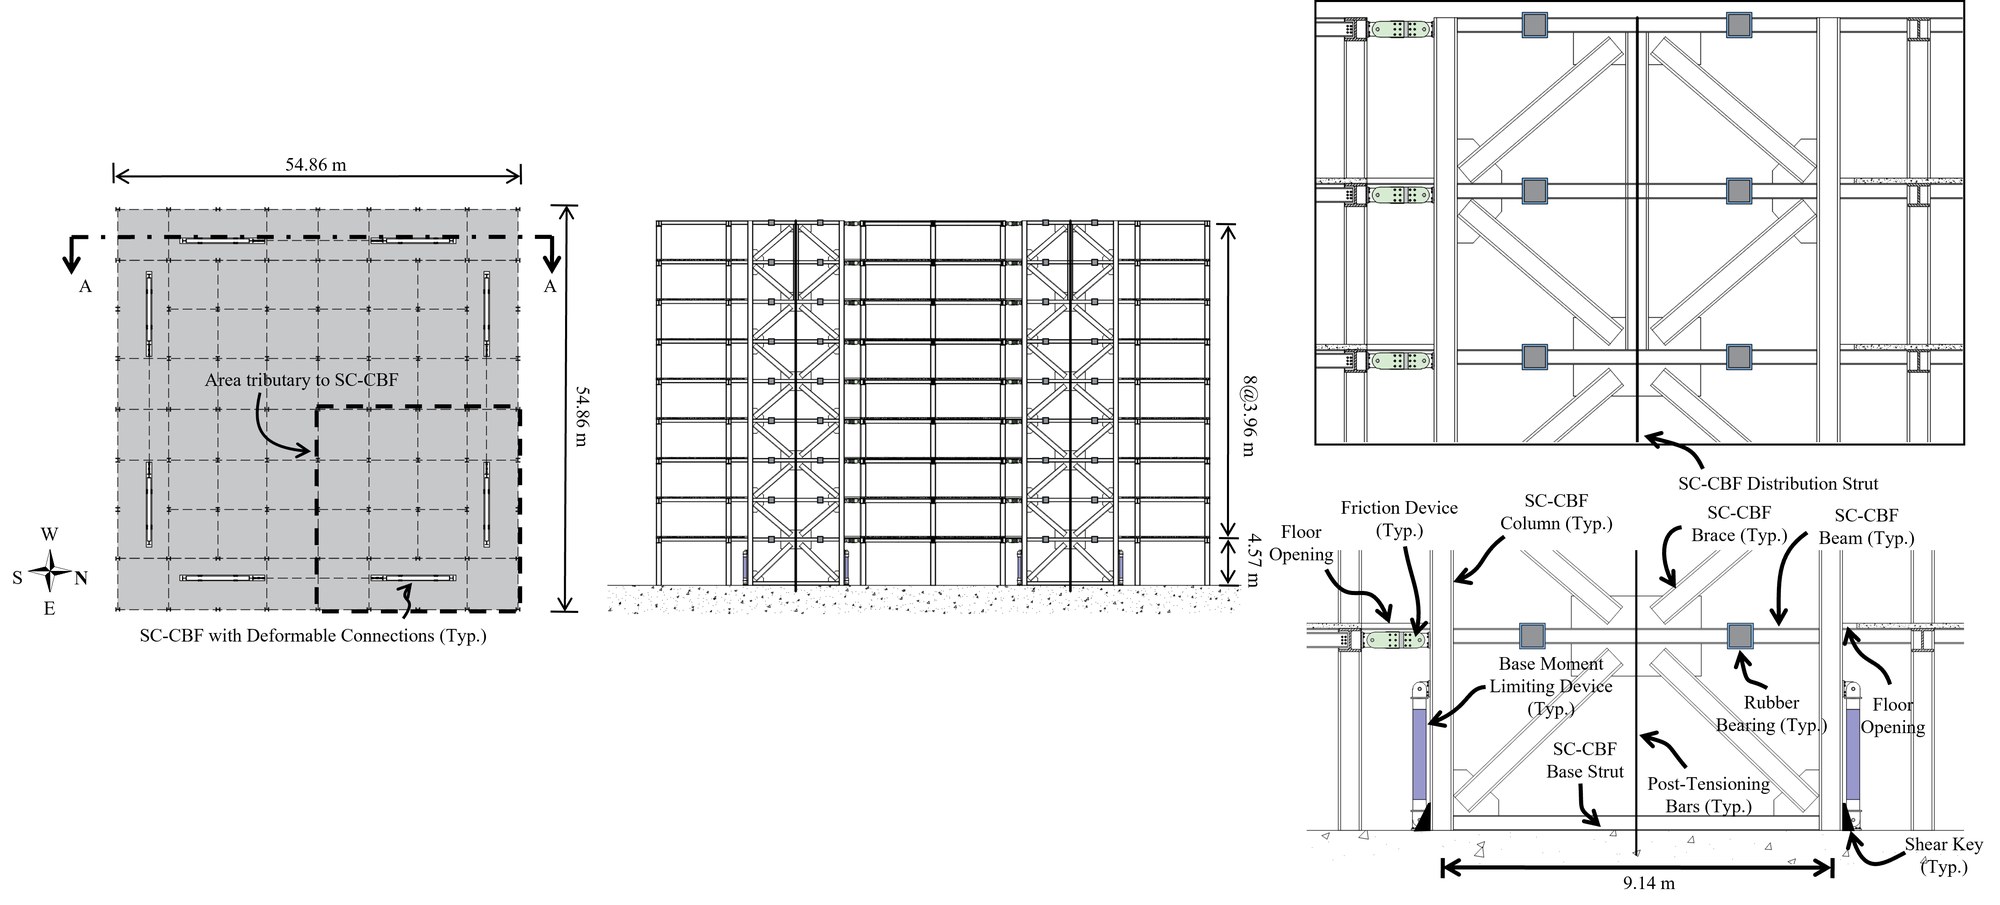 54.86 m
A
A
54.86 m
Area tributary to SC-CBF
W
S
N
E
SC-CBF with Deformable Connections (Typ.)
8@3.96 m
4.57 m
SC-CBF Distribution Strut
Floor
Opening
Friction Device
(Typ.)
SC-CBF
Column (Typ.)
SC-CBF
Brace (Typ.)
SC-CBF
Beam (Typ.)
Base Moment
Limiting Device
(Typ.)
Rubber
Bearing (Typ.)
Floor
Opening
SC-CBF
Base Strut
Post-Tensioning
Bars (Typ.)
Shear Key
(Typ.)
9.14 m